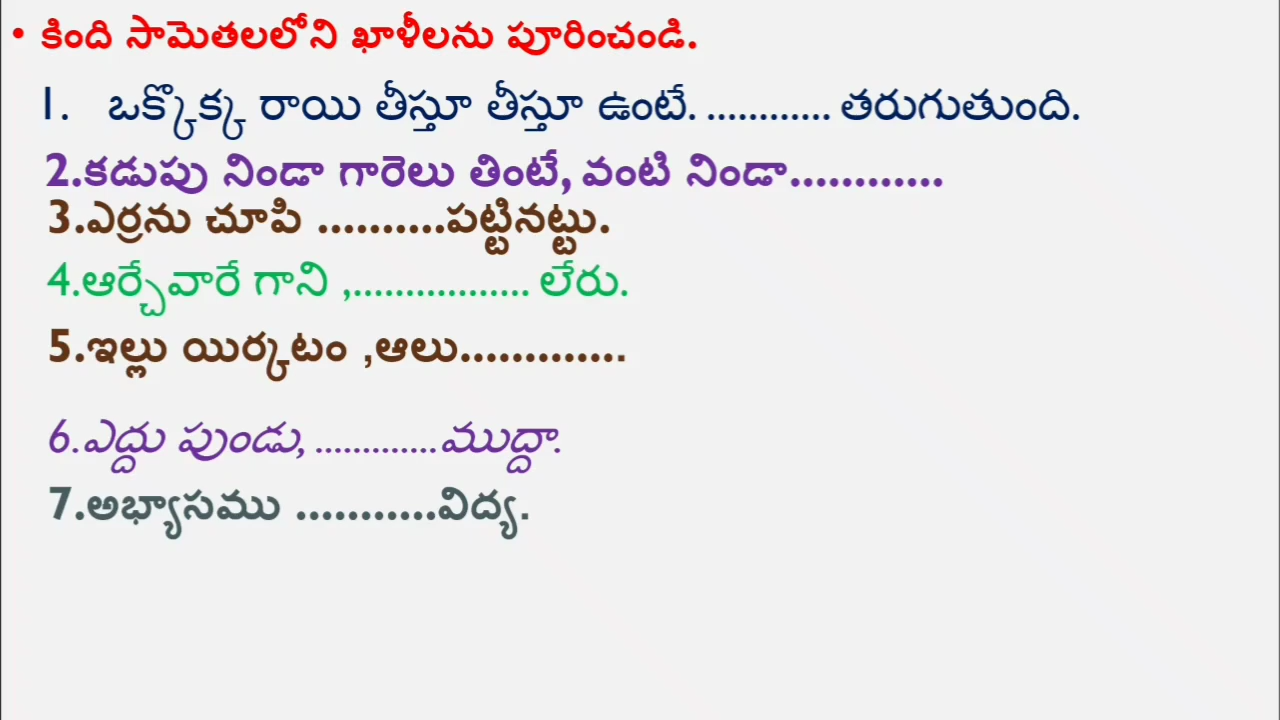 • కింది సామెతలలోని ఖాళీలను పూరించండి.
1. ఒక్కొక్క రాయి తీస్తూ తీస్తూ ఉంటే. ............ తరుగుతుంది.
2.కడుపు నిండా గారెలు తింటే, వంటి నిండా............
3.ఎర్రను చూపి ..........పట్టినట్టు.
4.ఆర్చేవారే గాని ,................. లేరు.
5.ఇల్లు యిర్కటం ,ఆలు.............
6.ఎద్దు పుండు, .............ముద్దా.
7.అభ్యాసము ...........విద్య.